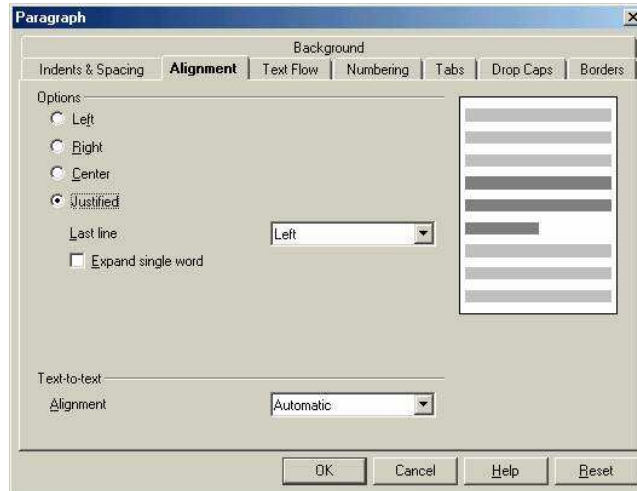 Paragraph
Background
Indents & Spacing Alignment Text Flow Numbering Tabs Drop Caps Borders
Options
Left
Right
Center
Justified
Last line Left
Expand single word
Text-to-text
Alignment Automatic
OK Cancel Help Reset